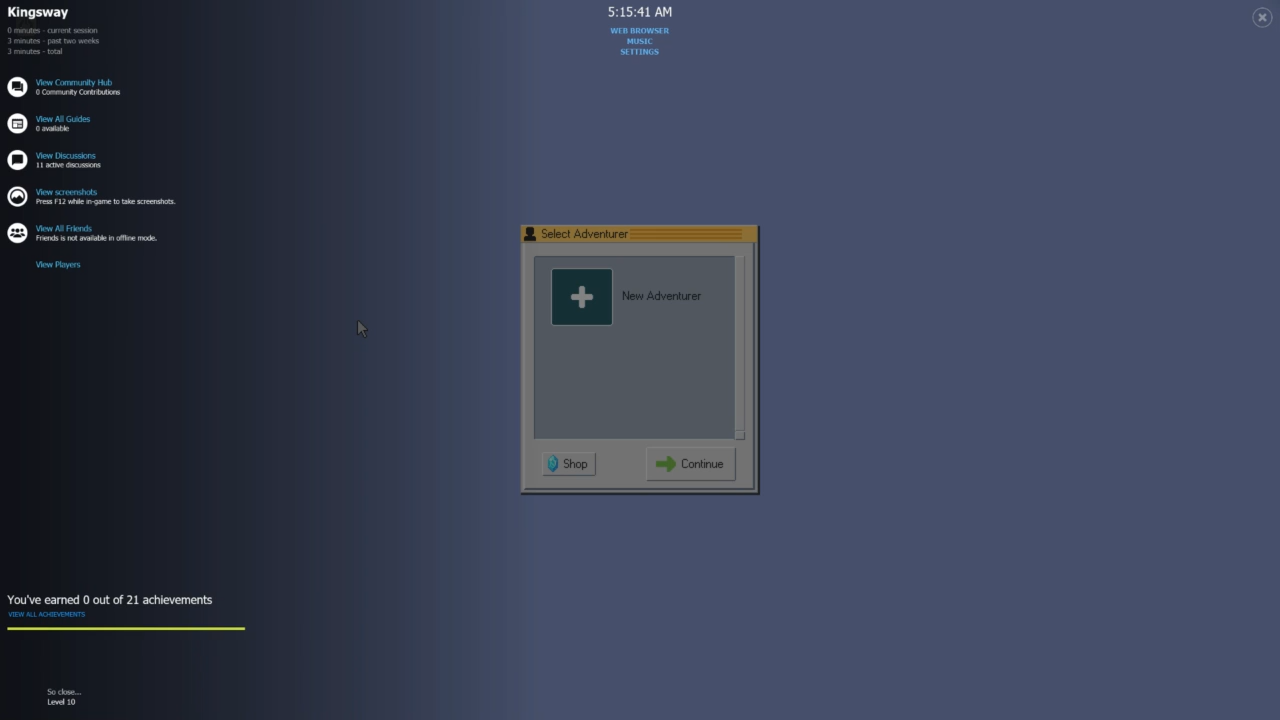 Kingsway
0 minutes - current session
3 minutes - past two weeks
3 minutes - total
5:15:41 AM
WEB BROWSER
MUSIC
SETTINGS
View Community Hub
0 Community Contributions
View All Guides
0 available
View Discussions
11 active discussions
View screenshots
Press F12 while in-game to take screenshots.
View All Friends
Friends is not available in offline mode.
View Players
Select Adventurer
New Adventurer
Shop
Continue
You've earned 0 out of 21 achievements
VIEW ALL ACHIEVEMENTS
So close...
Level 10